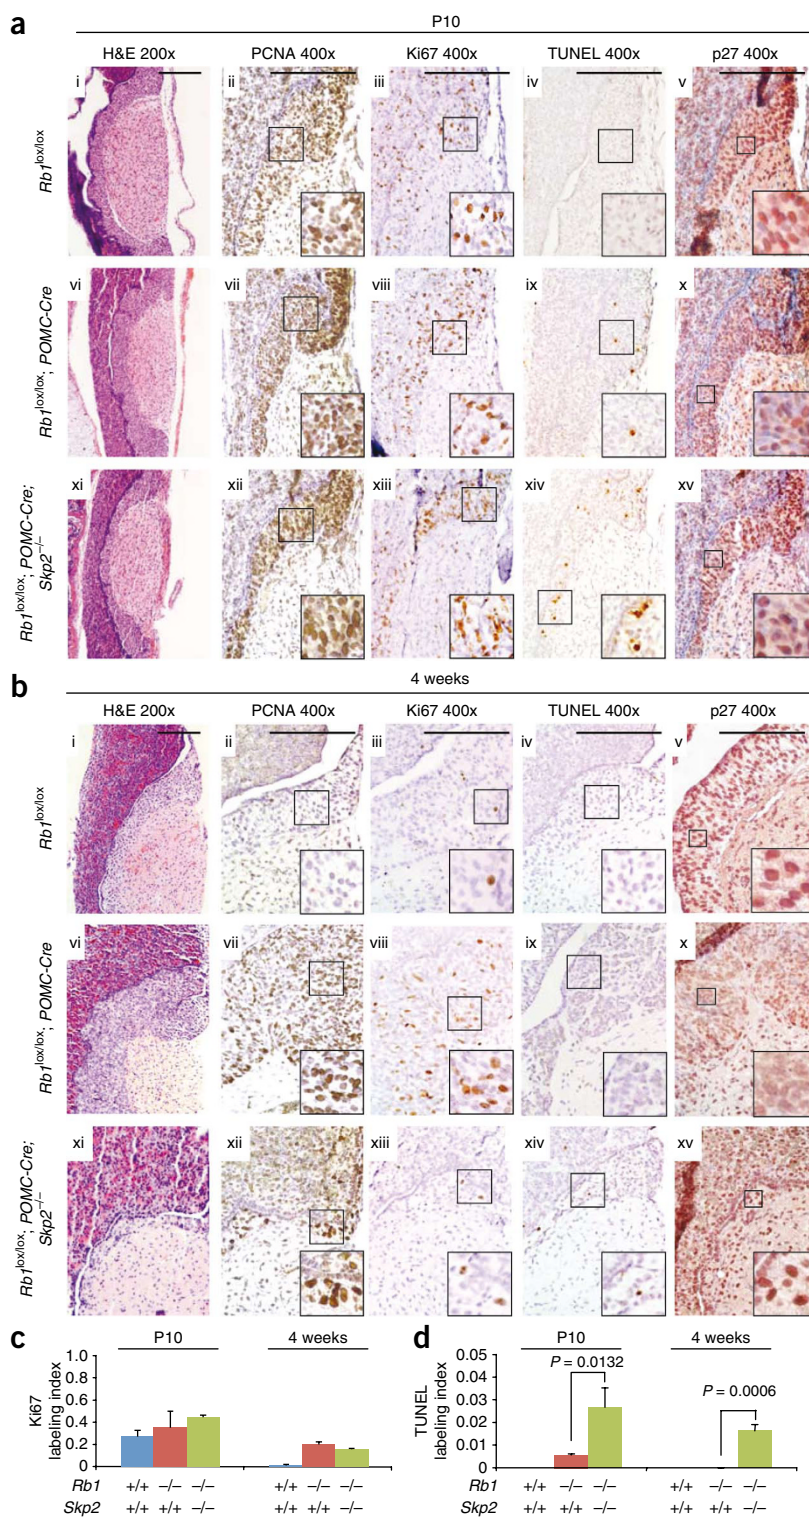 a
P10
H&E 200x PCNA 400x Ki67 400x TUNEL 400x p27 400x
Rb1lox/lox
i ii iii iv v
Rb1lox/lox; POMC-Cre
vi vii viii ix x
Rb1lox/lox; POMC-Cre;
Skp2–/–
xi xii xiii xiv xv
b
4 weeks
H&E 200x PCNA 400x Ki67 400x TUNEL 400x p27 400x
Rb1lox/lox
i ii iii iv v
Rb1lox/lox; POMC-Cre
vi vii viii ix x
Rb1lox/lox; POMC-Cre;
Skp2–/–
xi xii xiii xiv xv
c
P10 4 weeks
Ki67
labeling index
1.0
0.8
0.6
0.4
0.2
0
Rb1 +/+ –/– –/– +/+ –/– –/–
Skp2 +/+ +/+ –/– +/+ +/+ –/–
d
P10 4 weeks
TUNEL
labeling index
0.05
0.04
0.03
0.02
0.01
0
P = 0.0132
P = 0.0006
Rb1 +/+ –/– –/– +/+ –/– –/–
Skp2 +/+ +/+ –/– +/+ +/+ –/–